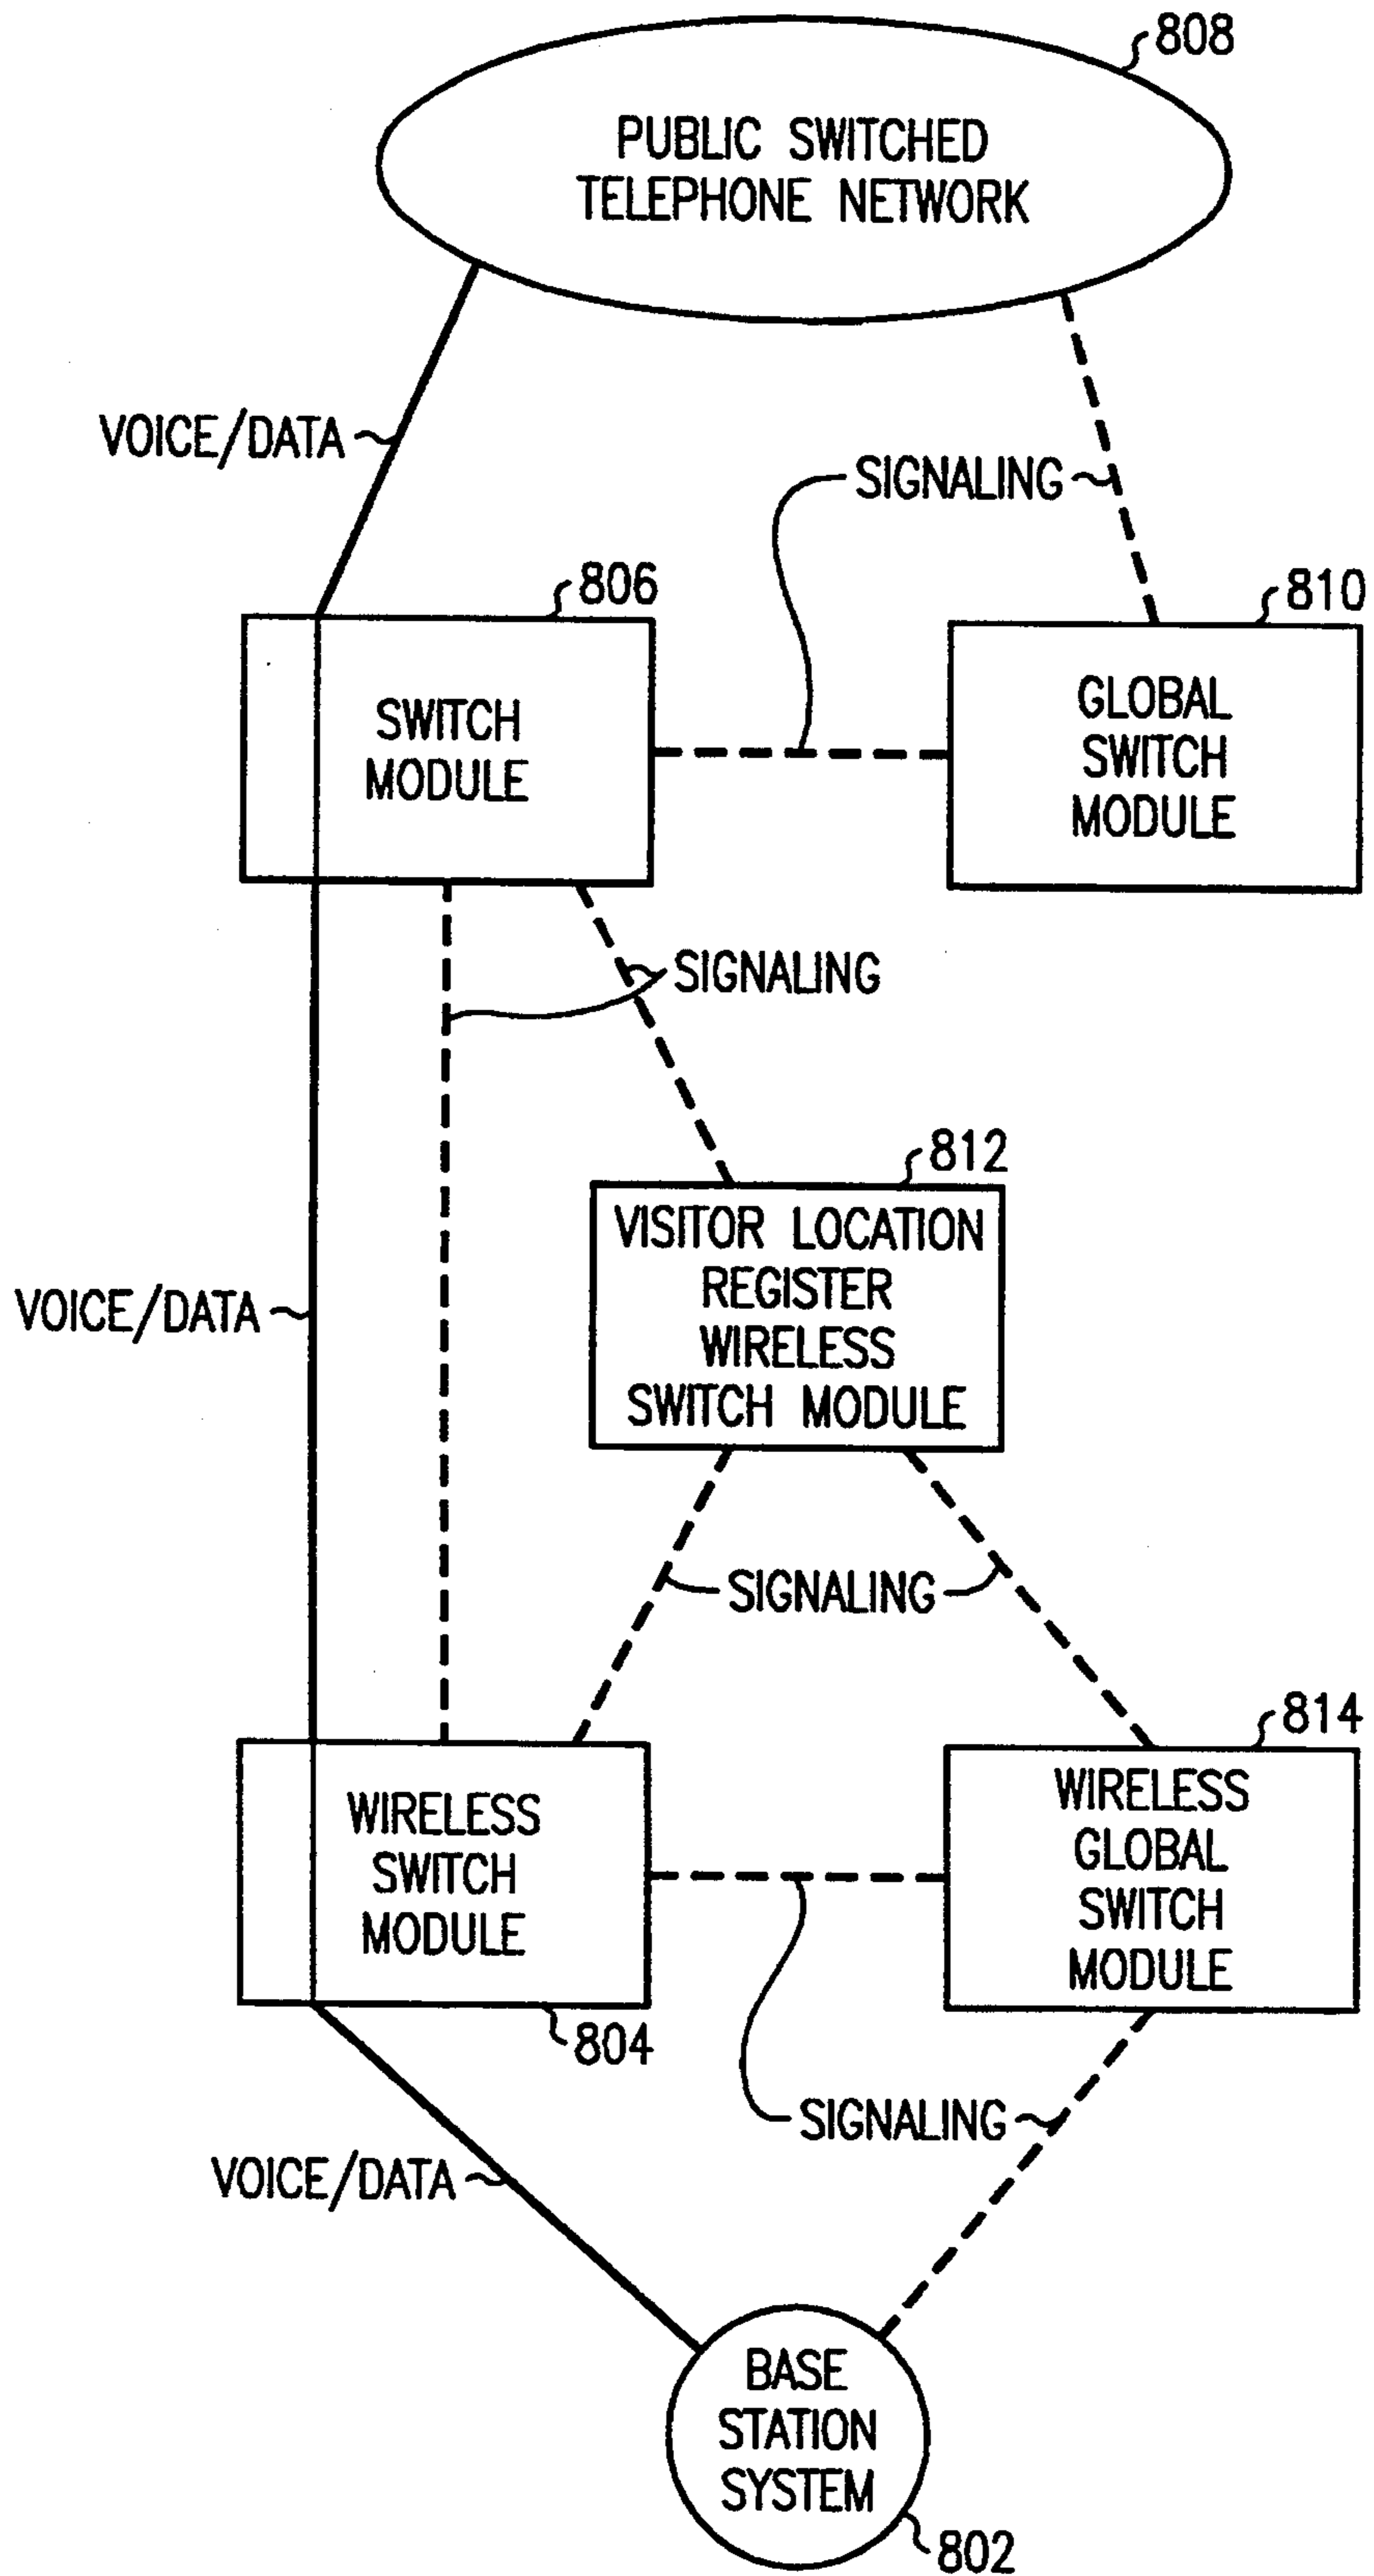 808
PUBLIC SWITCHED
TELEPHONE NETWORK
VOICE/DATA
SIGNALING
806
810
SWITCH
MODULE
GLOBAL
SWITCH
MODULE
SIGNALING
812
VISITOR LOCATION
REGISTER
WIRELESS
SWITCH MODULE
VOICE/DATA
SIGNALING
814
WIRELESS
SWITCH
MODULE
WIRELESS
GLOBAL
SWITCH
MODULE
804
SIGNALING
VOICE/DATA
BASE
STATION
SYSTEM
802